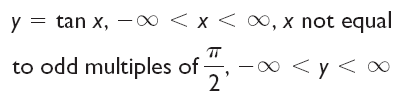 y = tan x, −∞ < x < ∞, x not equal
to odd multiples of π/2, −∞ < y < ∞